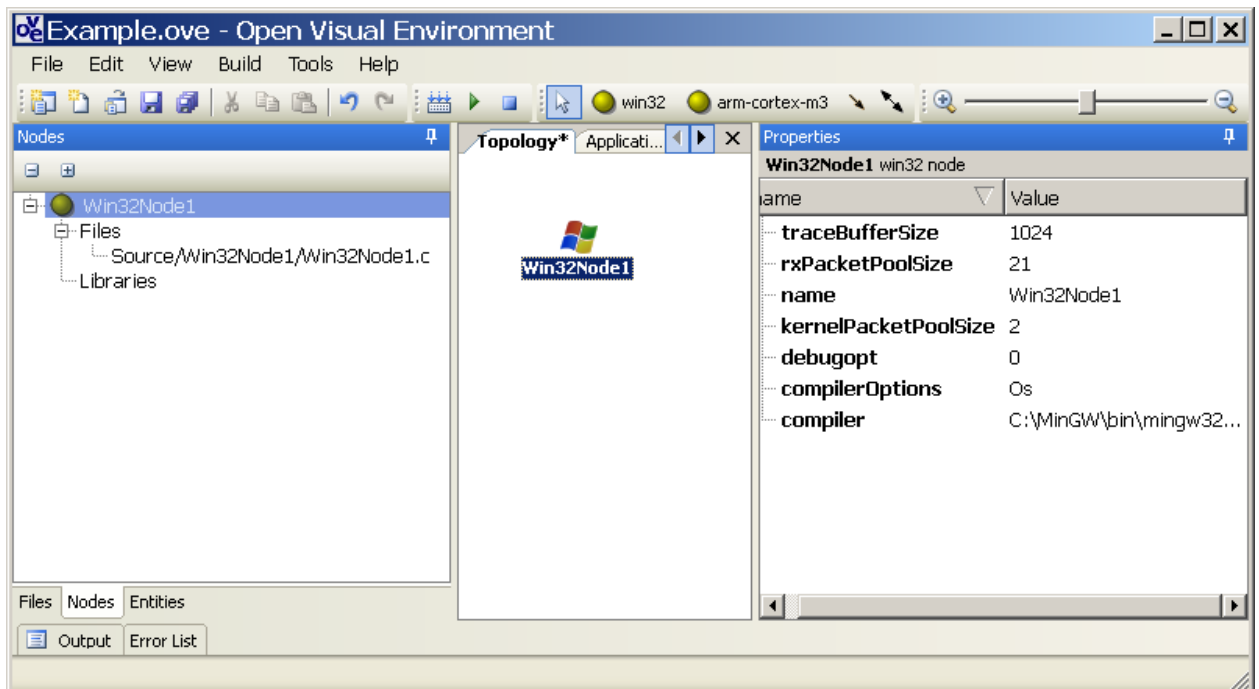 Example.ove - Open Visual Environment
File Edit View Build Tools Help
win32 arm-cortex-m3
Nodes
Topology* Applicati...
Properties
Win32Node1 win32 node
Win32Node1
Files
Source/Win32Node1/Win32Node1.c
Libraries
Win32Node1
name Value
traceBufferSize 1024
rxPacketPoolSize 21
name Win32Node1
kernelPacketPoolSize 2
debugopt 0
compilerOptions Os
compiler C:\MinGW\bin\mingw32...
Files Nodes Entities
Output Error List